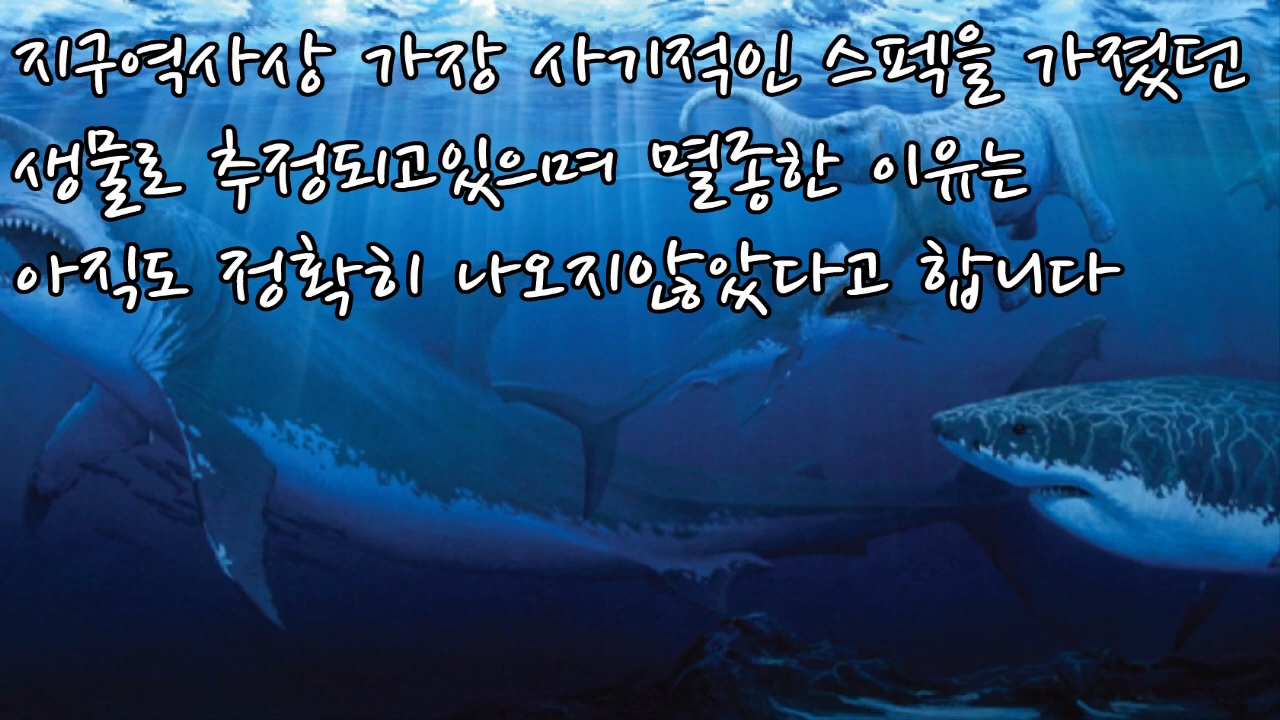 지구역사상 가장 사기적인 스펙을 가졌던
생물로 추정되고있으며 멸종한 이유는
아직도 정확히 나오지않았다고 합니다